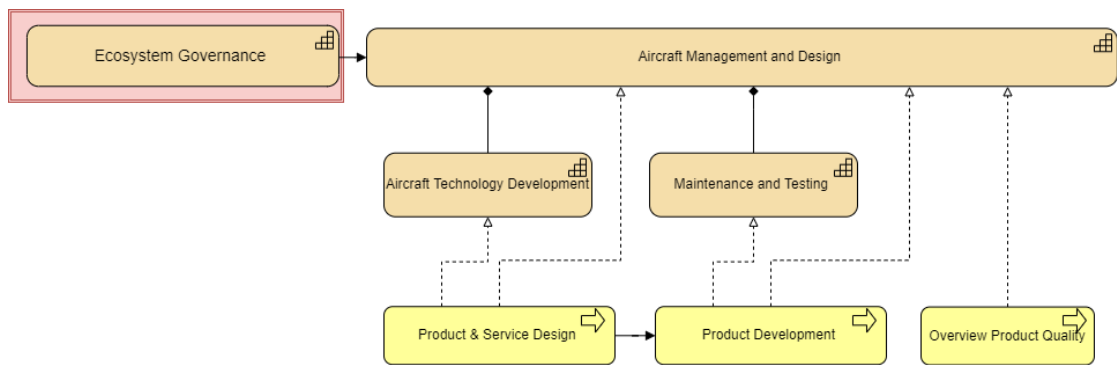 Ecosystem Governance
Aircraft Management and Design
Aircraft Technology Development
Maintenance and Testing
Product & Service Design
Product Development
Overview Product Quality